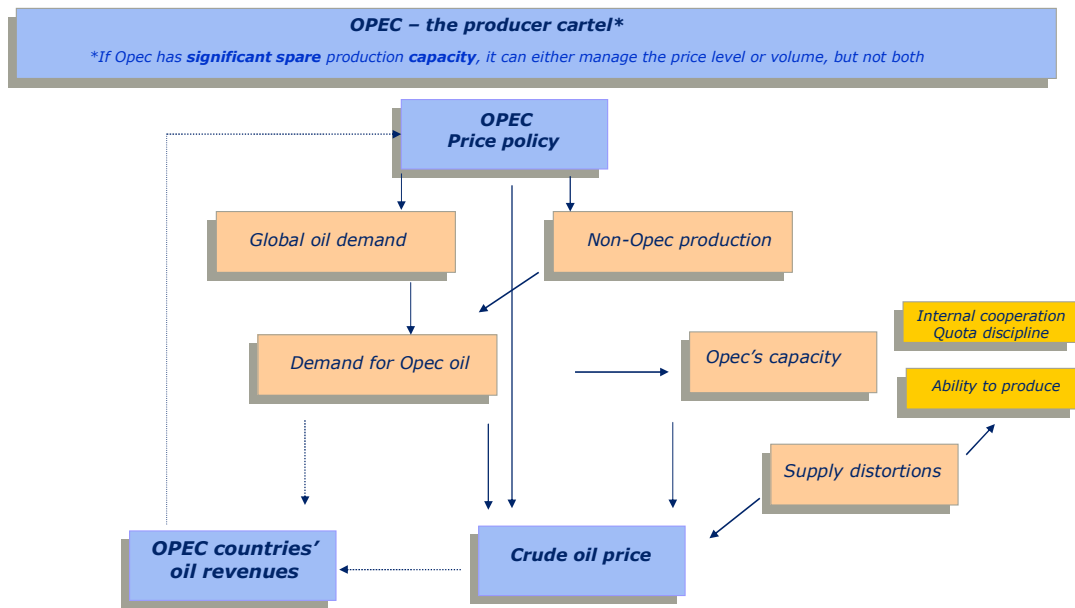 OPEC – the producer cartel*
*If Opec has significant spare production capacity, it can either manage the price level or volume, but not both
OPEC
Price policy
Global oil demand
Non-Opec production
Internal cooperation
Quota discipline
Demand for Opec oil
Opec's capacity
Ability to produce
Supply distortions
OPEC countries'
oil revenues
Crude oil price